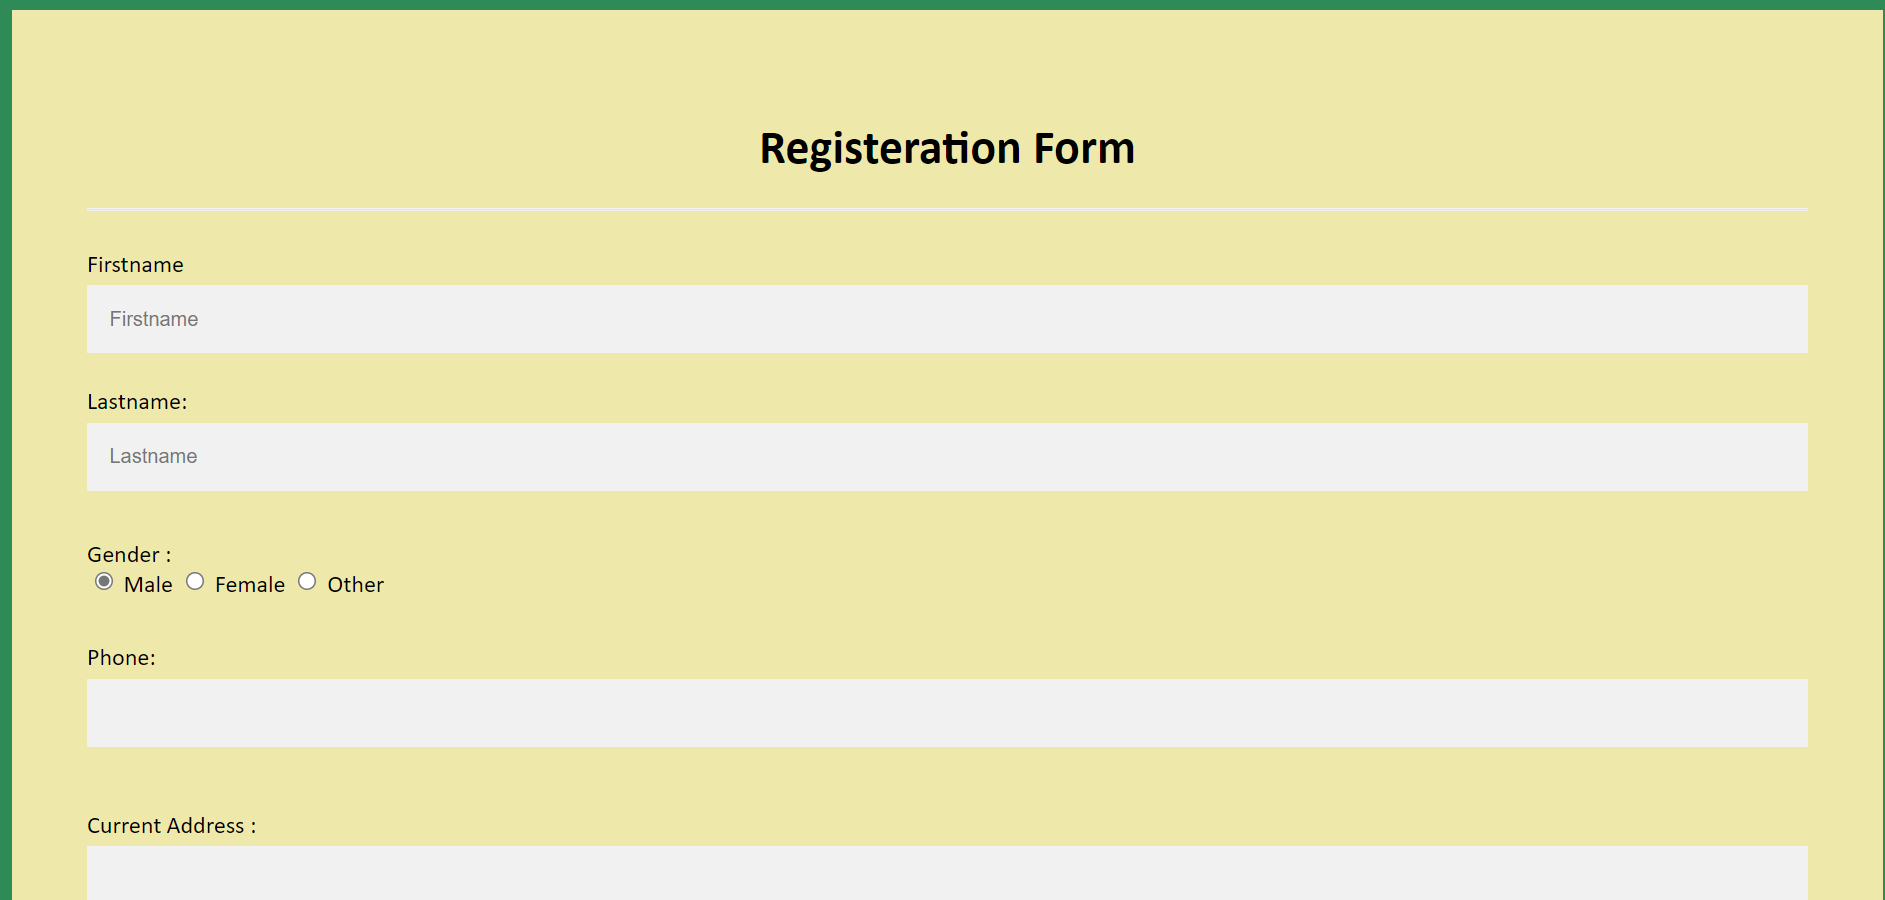 Registeration Form
Firstname
Firstname
Lastname:
Lastname
Gender :
Male Female Other
Phone:
Current Address :